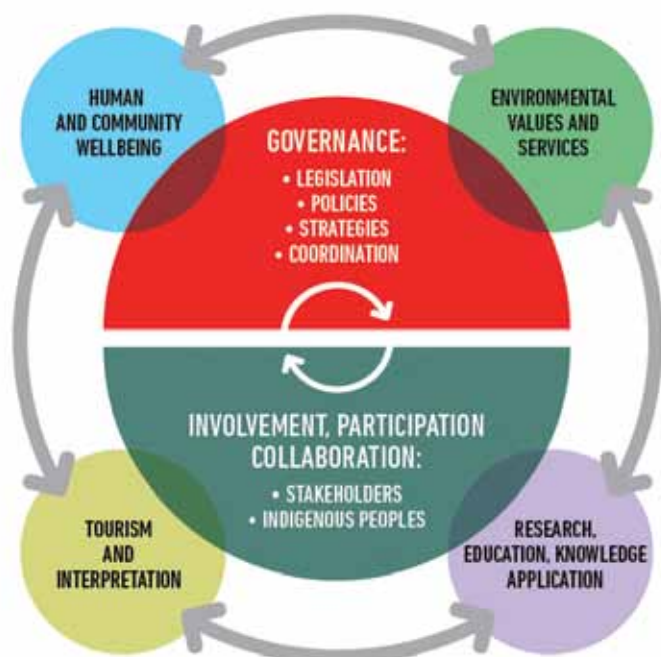 HUMAN
AND COMMUNITY
WELLBEING
ENVIRONMENTAL
VALUES AND
SERVICES
GOVERNANCE:
• LEGISLATION
• POLICIES
• STRATEGIES
• COORDINATION
INVOLVEMENT, PARTICIPATION
COLLABORATION:
• STAKEHOLDERS
• INDIGENOUS PEOPLES
TOURISM
AND
INTERPRETATION
RESEARCH,
EDUCATION, KNOWLEDGE
APPLICATION